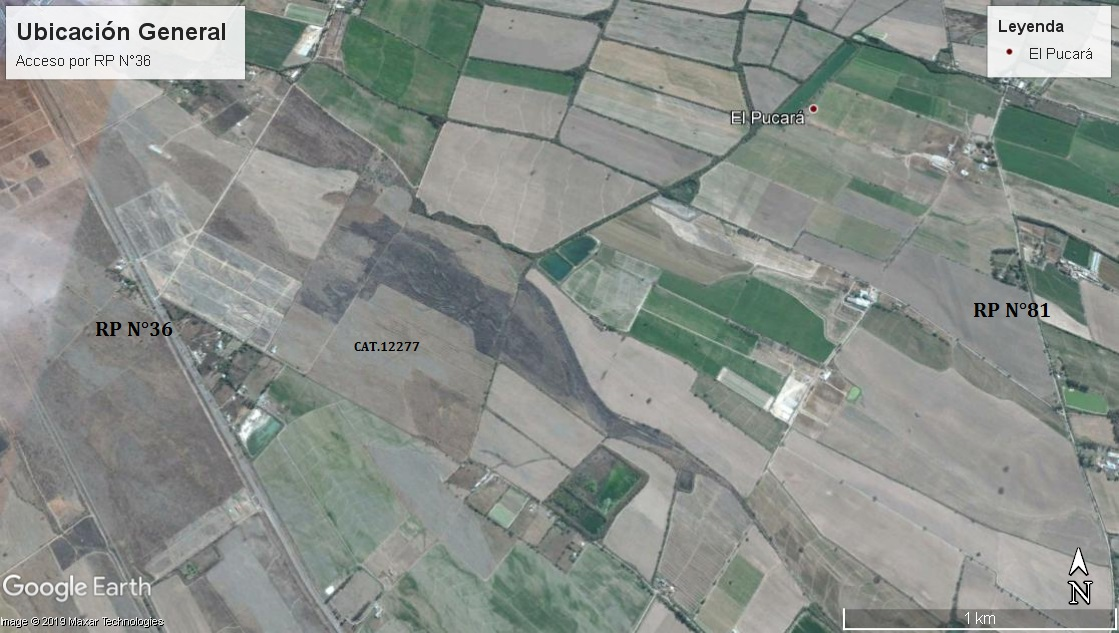 Ubicación General
Acceso por RP N°36
Leyenda
El Pucará
El Pucará
RP N°36
RP N°81
CAT.12277
Google Earth
N
1 km
mage © 2019 Maxar Technologies